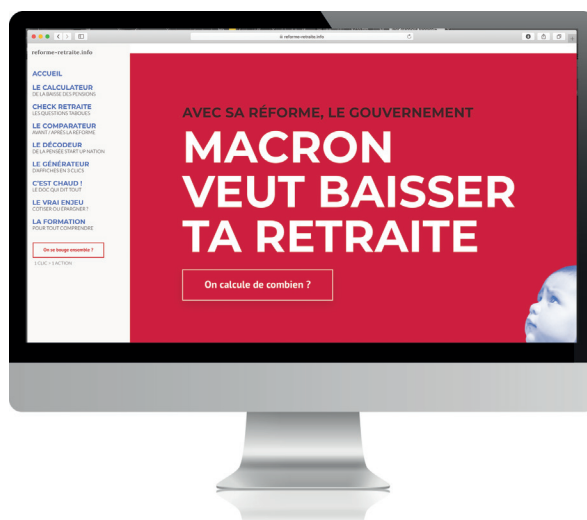 reforme-retraite.info
reforme-retraite.info
ACCUEIL
LE CALCULATEUR
DE LA BAISSE DES PENSIONS
CHECK RETRAITE
LES QUESTIONS TABOUES
LE COMPARATEUR
AVANT / APRÈS LA RÉFORME
LE DÉCODEUR
DE LA PENSÉE START UP NATION
LE GÉNÉRATEUR
D'AFFICHES EN 3 CLICS
C'EST CHAUD !
LE DOC QUI DIT TOUT
LE VRAI ENJEU
COTISER OU ÉPARGNER ?
LA FORMATION
POUR TOUT COMPRENDRE
On se bouge ensemble ?
1 CLIC = 1 ACTION
AVEC SA RÉFORME, LE GOUVERNEMENT
MACRON
VEUT BAISSER
TA RETRAITE
On calcule de combien ?